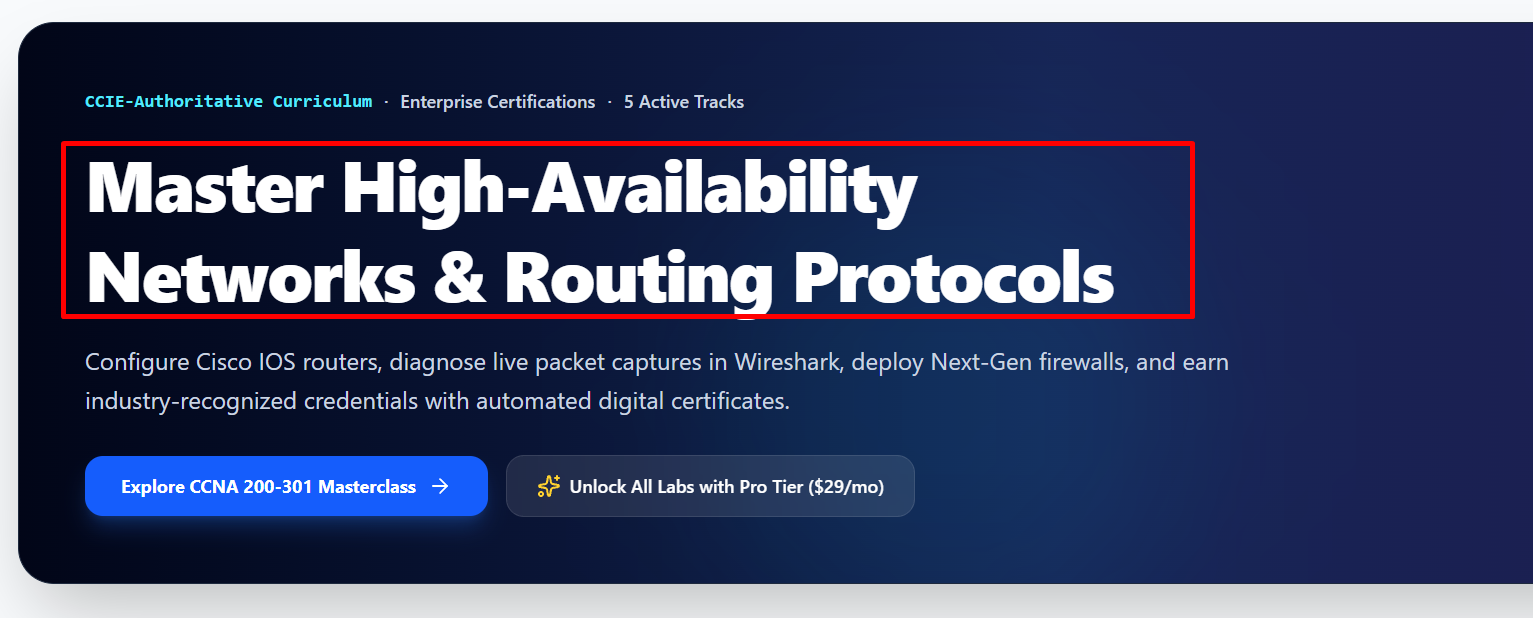 CCIE-Authoritative Curriculum · Enterprise Certifications · 5 Active Tracks
Master High-Availability
Networks & Routing Protocols
Configure Cisco IOS routers, diagnose live packet captures in Wireshark, deploy Next-Gen firewalls, and earn
industry-recognized credentials with automated digital certificates.
Explore CCNA 200-301 Masterclass → Unlock All Labs with Pro Tier ($29/mo)